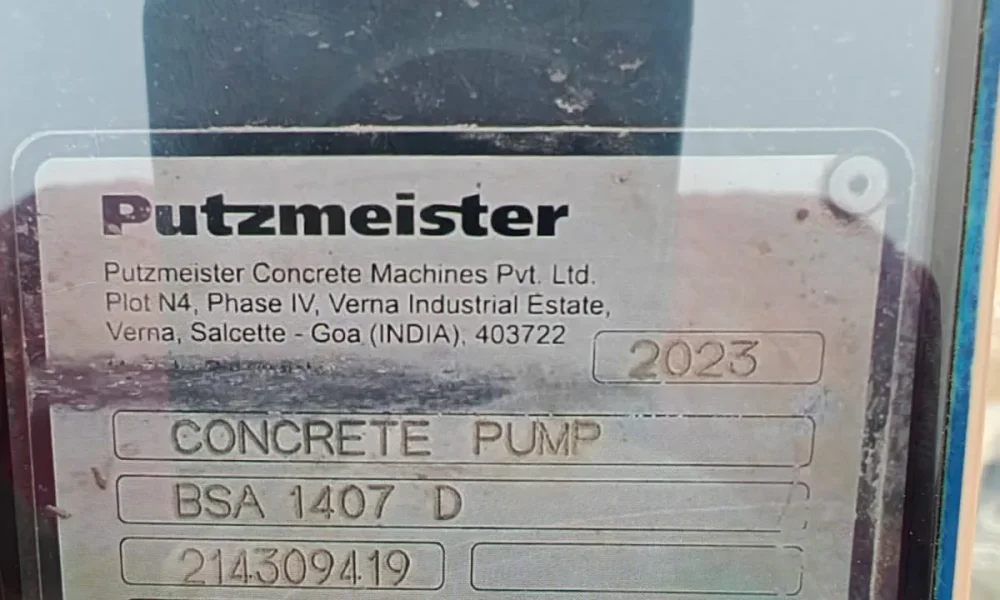 Putzmeister
Putzmeister Concrete Machines Pvt. Ltd.
Plot N4, Phase IV, Verna Industrial Estate,
Verna, Salcette - Goa (INDIA), 403722
2023
CONCRETE PUMP
BSA 1407 D
214309419